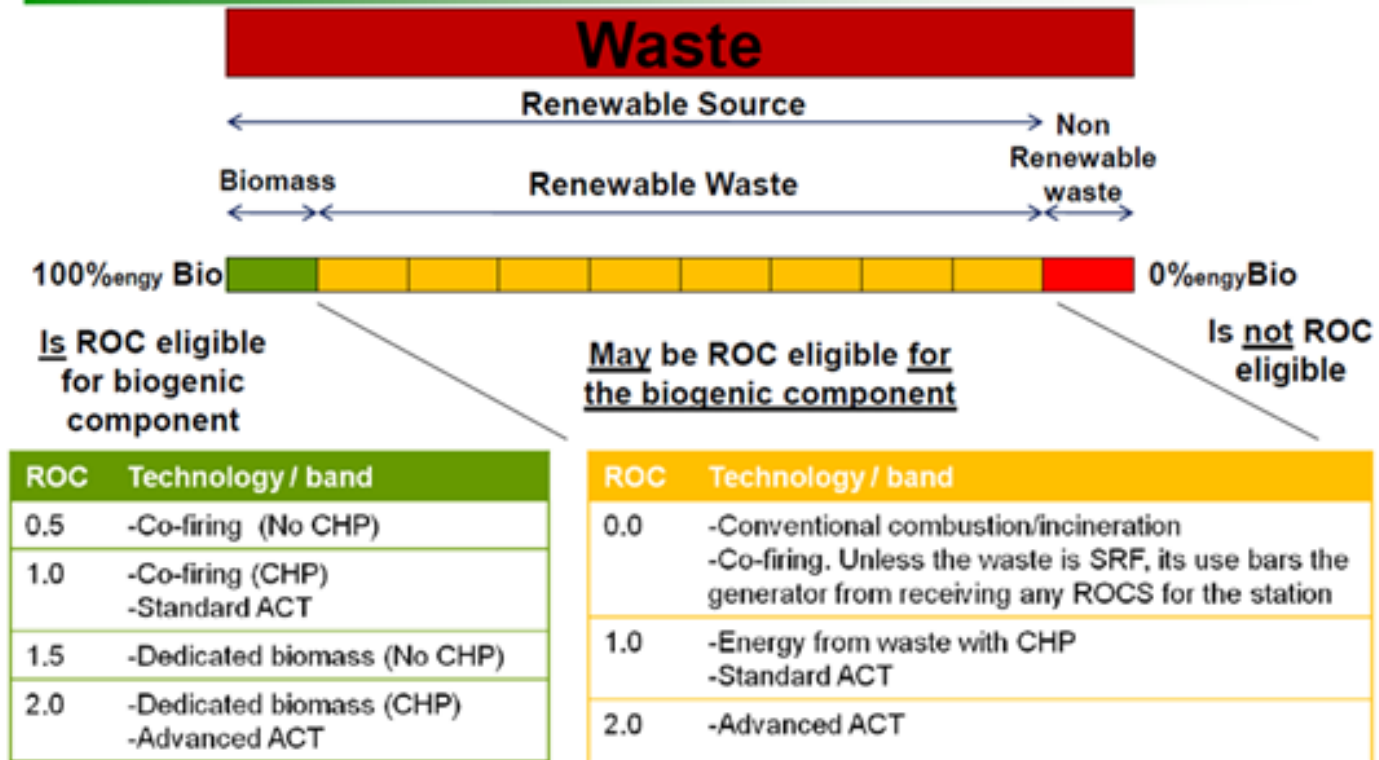 Waste
Renewable Source
Non
Renewable
waste
Biomass
Renewable Waste
100%engy Bio
0%engyBio
Is ROC eligible
for biogenic
component
May be ROC eligible for
the biogenic component
Is not ROC
eligible
ROC Technology / band
0.5 -Co-firing (No CHP)
1.0 -Co-firing (CHP)
-Standard ACT
1.5 -Dedicated biomass (No CHP)
2.0 -Dedicated biomass (CHP)
-Advanced ACT
ROC Technology / band
0.0 -Conventional combustion/incineration
-Co-firing. Unless the waste is SRF, its use bars the
generator from receiving any ROCS for the station
1.0 -Energy from waste with CHP
-Standard ACT
2.0 -Advanced ACT